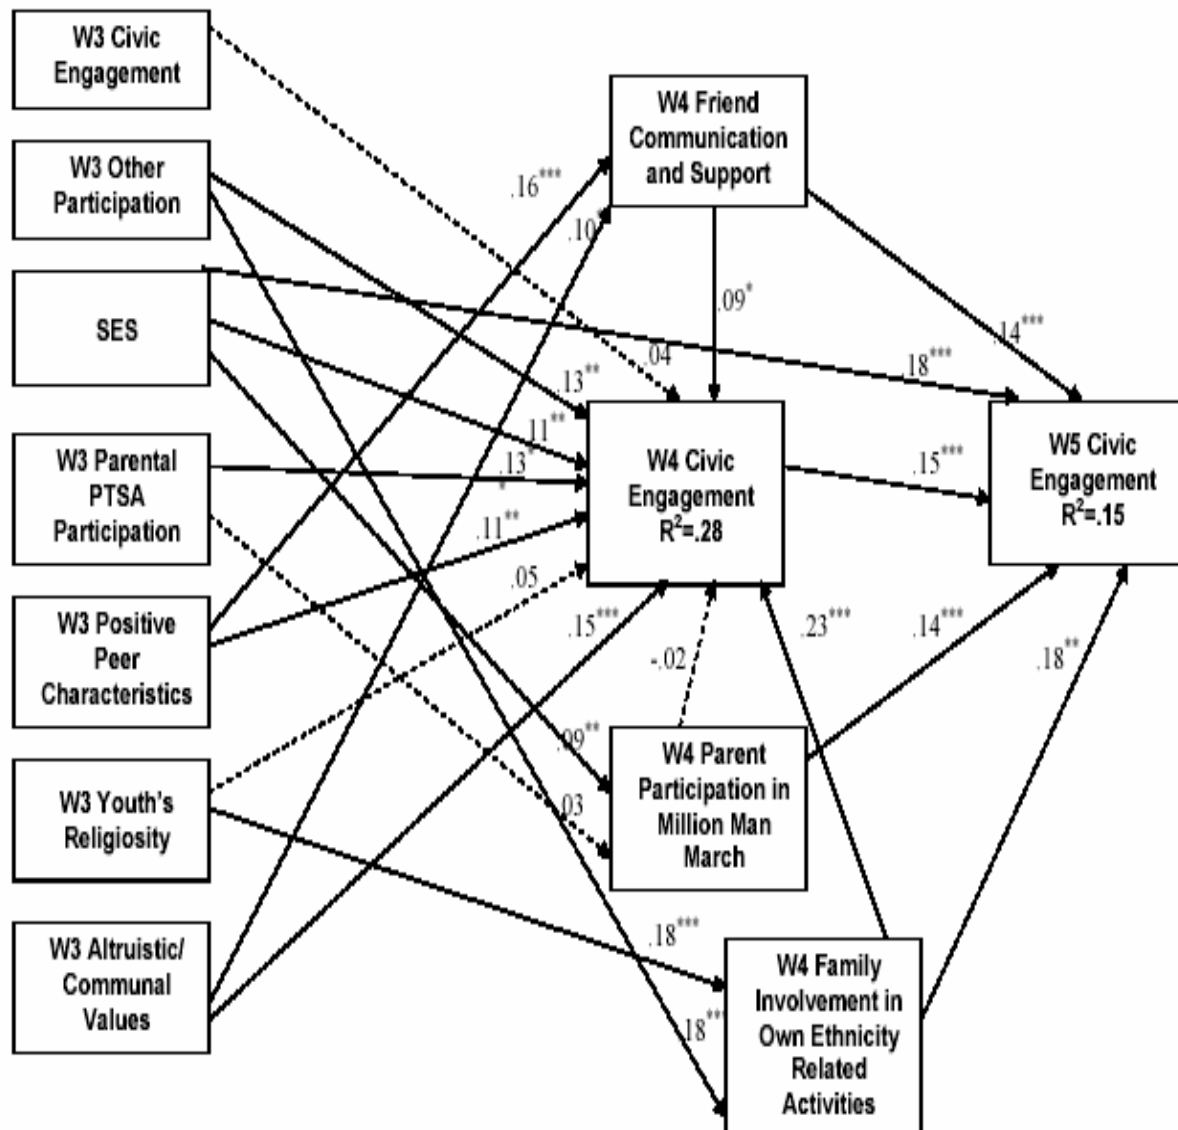 W3 Civic
Engagement
W3 Other
Participation
SES
W3 Parental
PTSA
Participation
W3 Positive
Peer
Characteristics
W3 Youth's
Religiosity
W3 Altruistic/
Communal
Values
W4 Friend
Communication
and Support
W4 Civic
Engagement
R²=.28
W5 Civic
Engagement
R²=.15
W4 Parent
Participation in
Million Man
March
W4 Family
Involvement in
Own Ethnicity
Related
Activities
.16***
.10*
.09*
.14***
.04
.18***
.13**
.11**
.13*
*
.15***
.11**
.05
.15***
-.02
.23***
.14***
.18**
.09**
.03
.18***
.18***